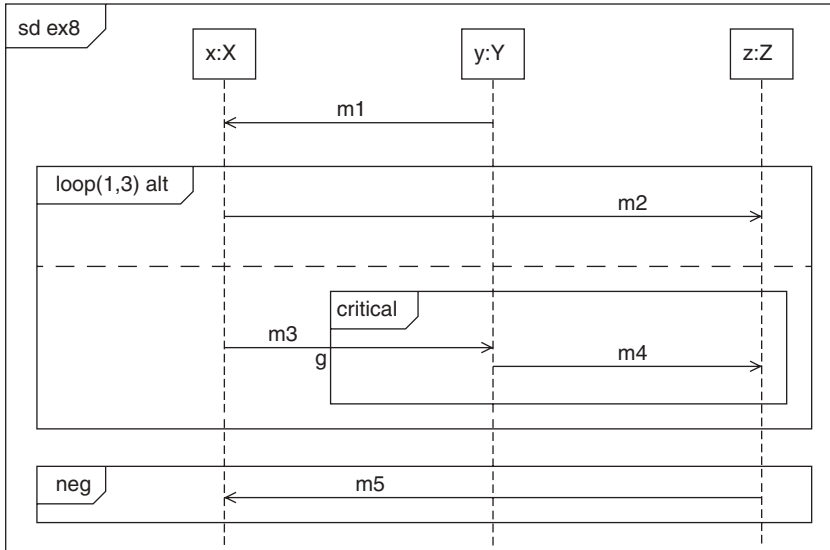 sd ex8
x:X
y:Y
z:Z
m1
loop(1,3) alt
m2
critical
m3
g
m4
neg
m5